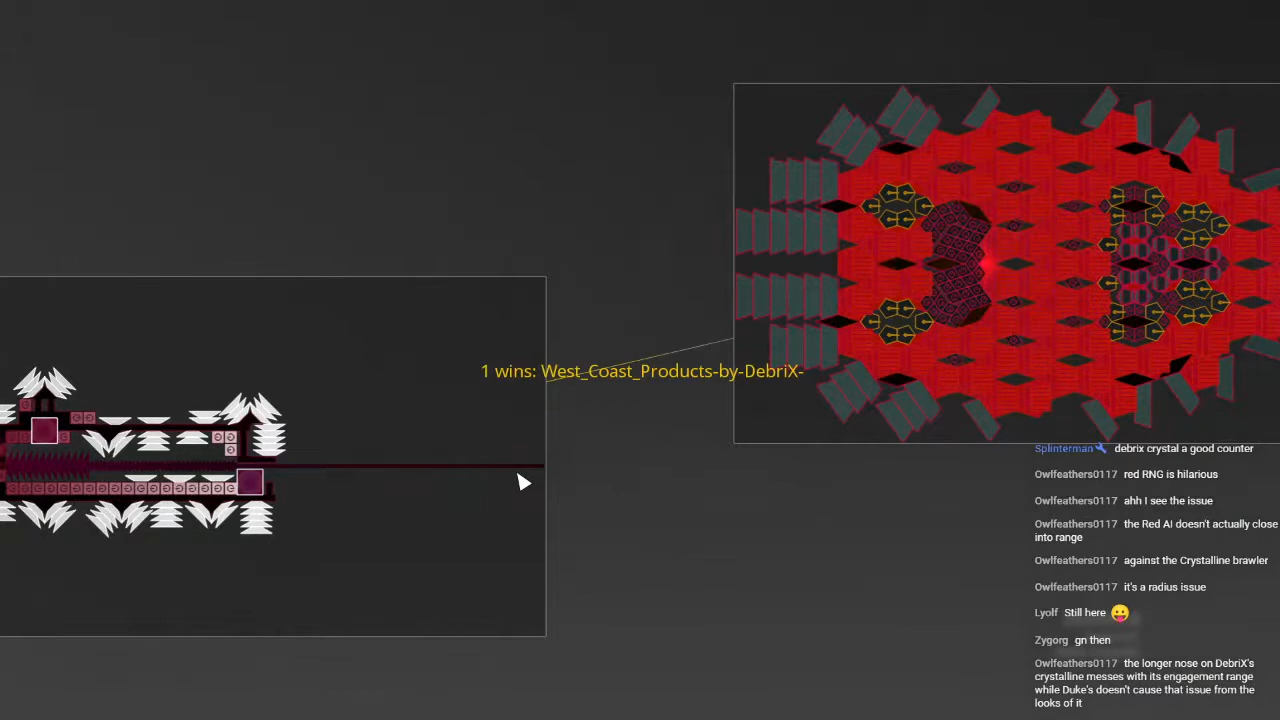 1 wins: West_Coast_Products-by-DebriX-
Splinterman debrix crystal a good counter
Owlfeathers0117 red RNG is hilarious
Owlfeathers0117 ahh I see the issue
Owlfeathers0117 the Red AI doesn't actually close
into range
Owlfeathers0117 against the Crystalline brawler
Owlfeathers0117 it's a radius issue
Lyolf Still here 😛
Zygorg gn then
Owlfeathers0117 the longer nose on DebriX's
crystalline messes with its engagement range
while Duke's doesn't cause that issue from the
looks of it